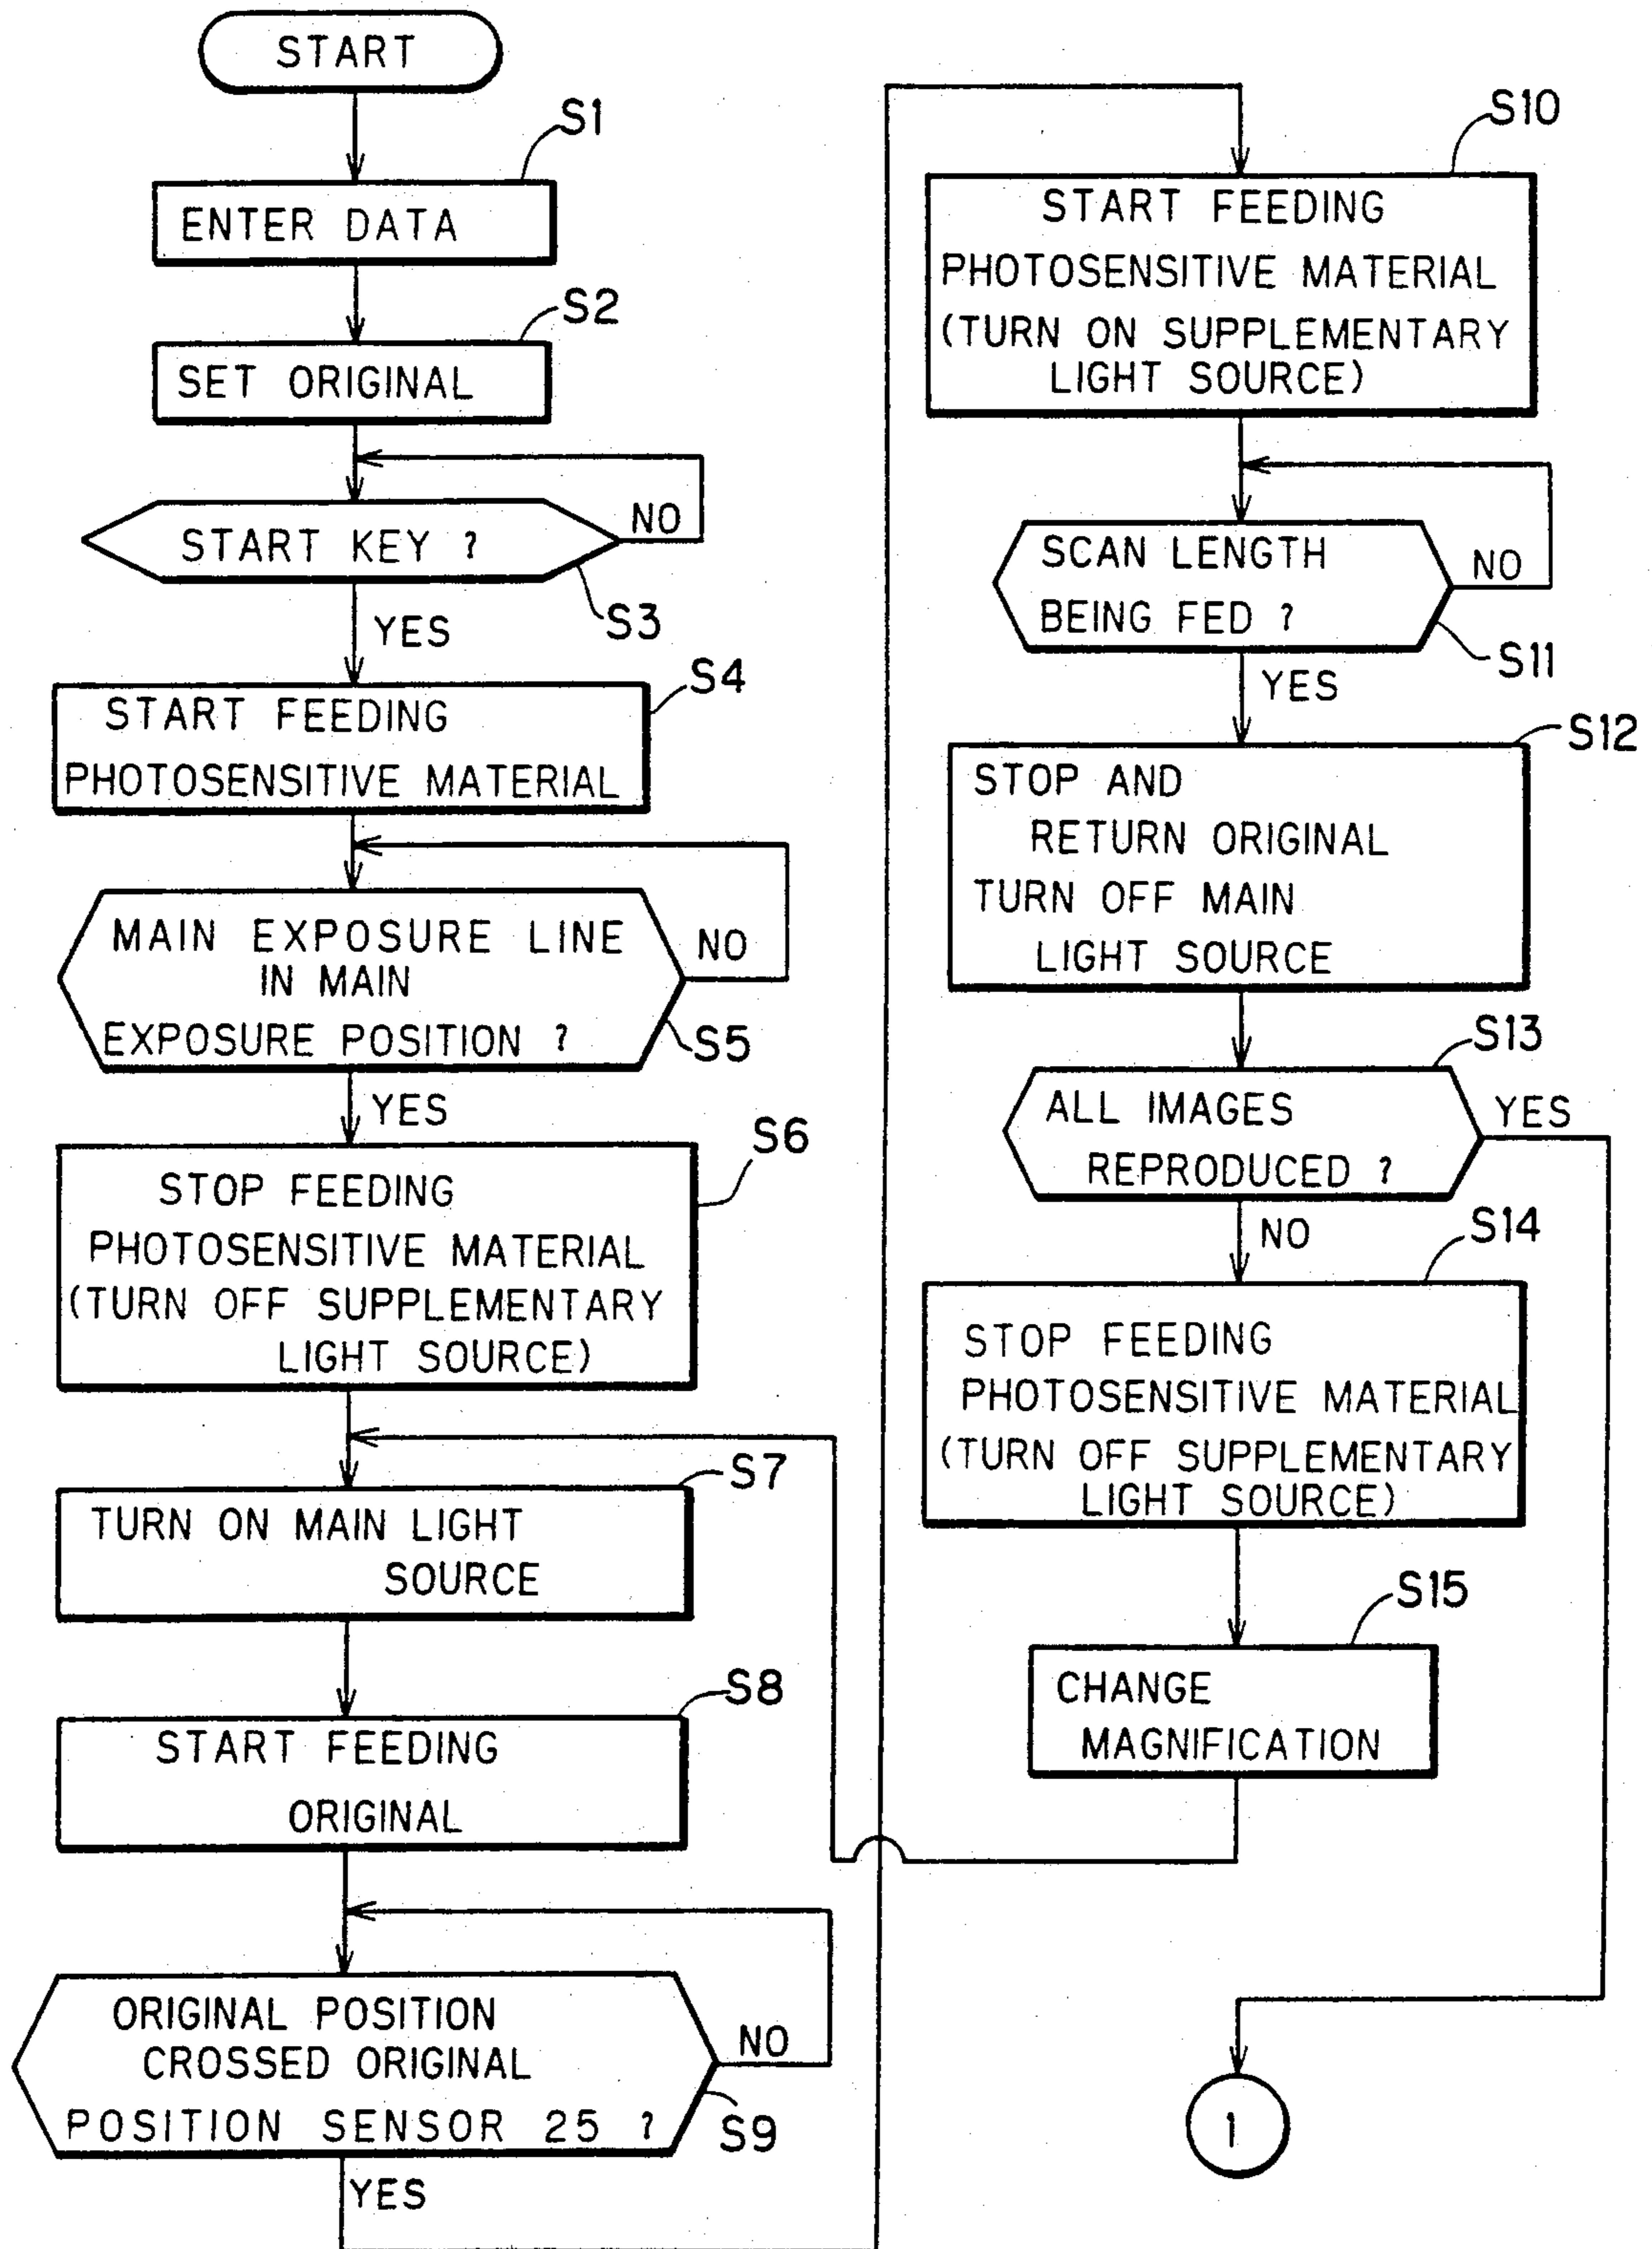 START
S1
ENTER DATA
S2
SET ORIGINAL
START KEY ?
NO
S3
YES
S4
START FEEDING
PHOTOSENSITIVE MATERIAL
MAIN EXPOSURE LINE
IN MAIN
EXPOSURE POSITION ?
NO
S5
YES
S6
STOP FEEDING
PHOTOSENSITIVE MATERIAL
(TURN OFF SUPPLEMENTARY
LIGHT SOURCE)
S7
TURN ON MAIN LIGHT
SOURCE
S8
START FEEDING
ORIGINAL
ORIGINAL POSITION
CROSSED ORIGINAL
POSITION SENSOR 25 ?
NO
S9
YES
S10
START FEEDING
PHOTOSENSITIVE MATERIAL
(TURN ON SUPPLEMENTARY
LIGHT SOURCE)
SCAN LENGTH
BEING FED ?
NO
S11
YES
S12
STOP AND
RETURN ORIGINAL
TURN OFF MAIN
LIGHT SOURCE
S13
ALL IMAGES
REPRODUCED ?
YES
NO
S14
STOP FEEDING
PHOTOSENSITIVE MATERIAL
(TURN OFF SUPPLEMENTARY
LIGHT SOURCE)
S15
CHANGE
MAGNIFICATION
1